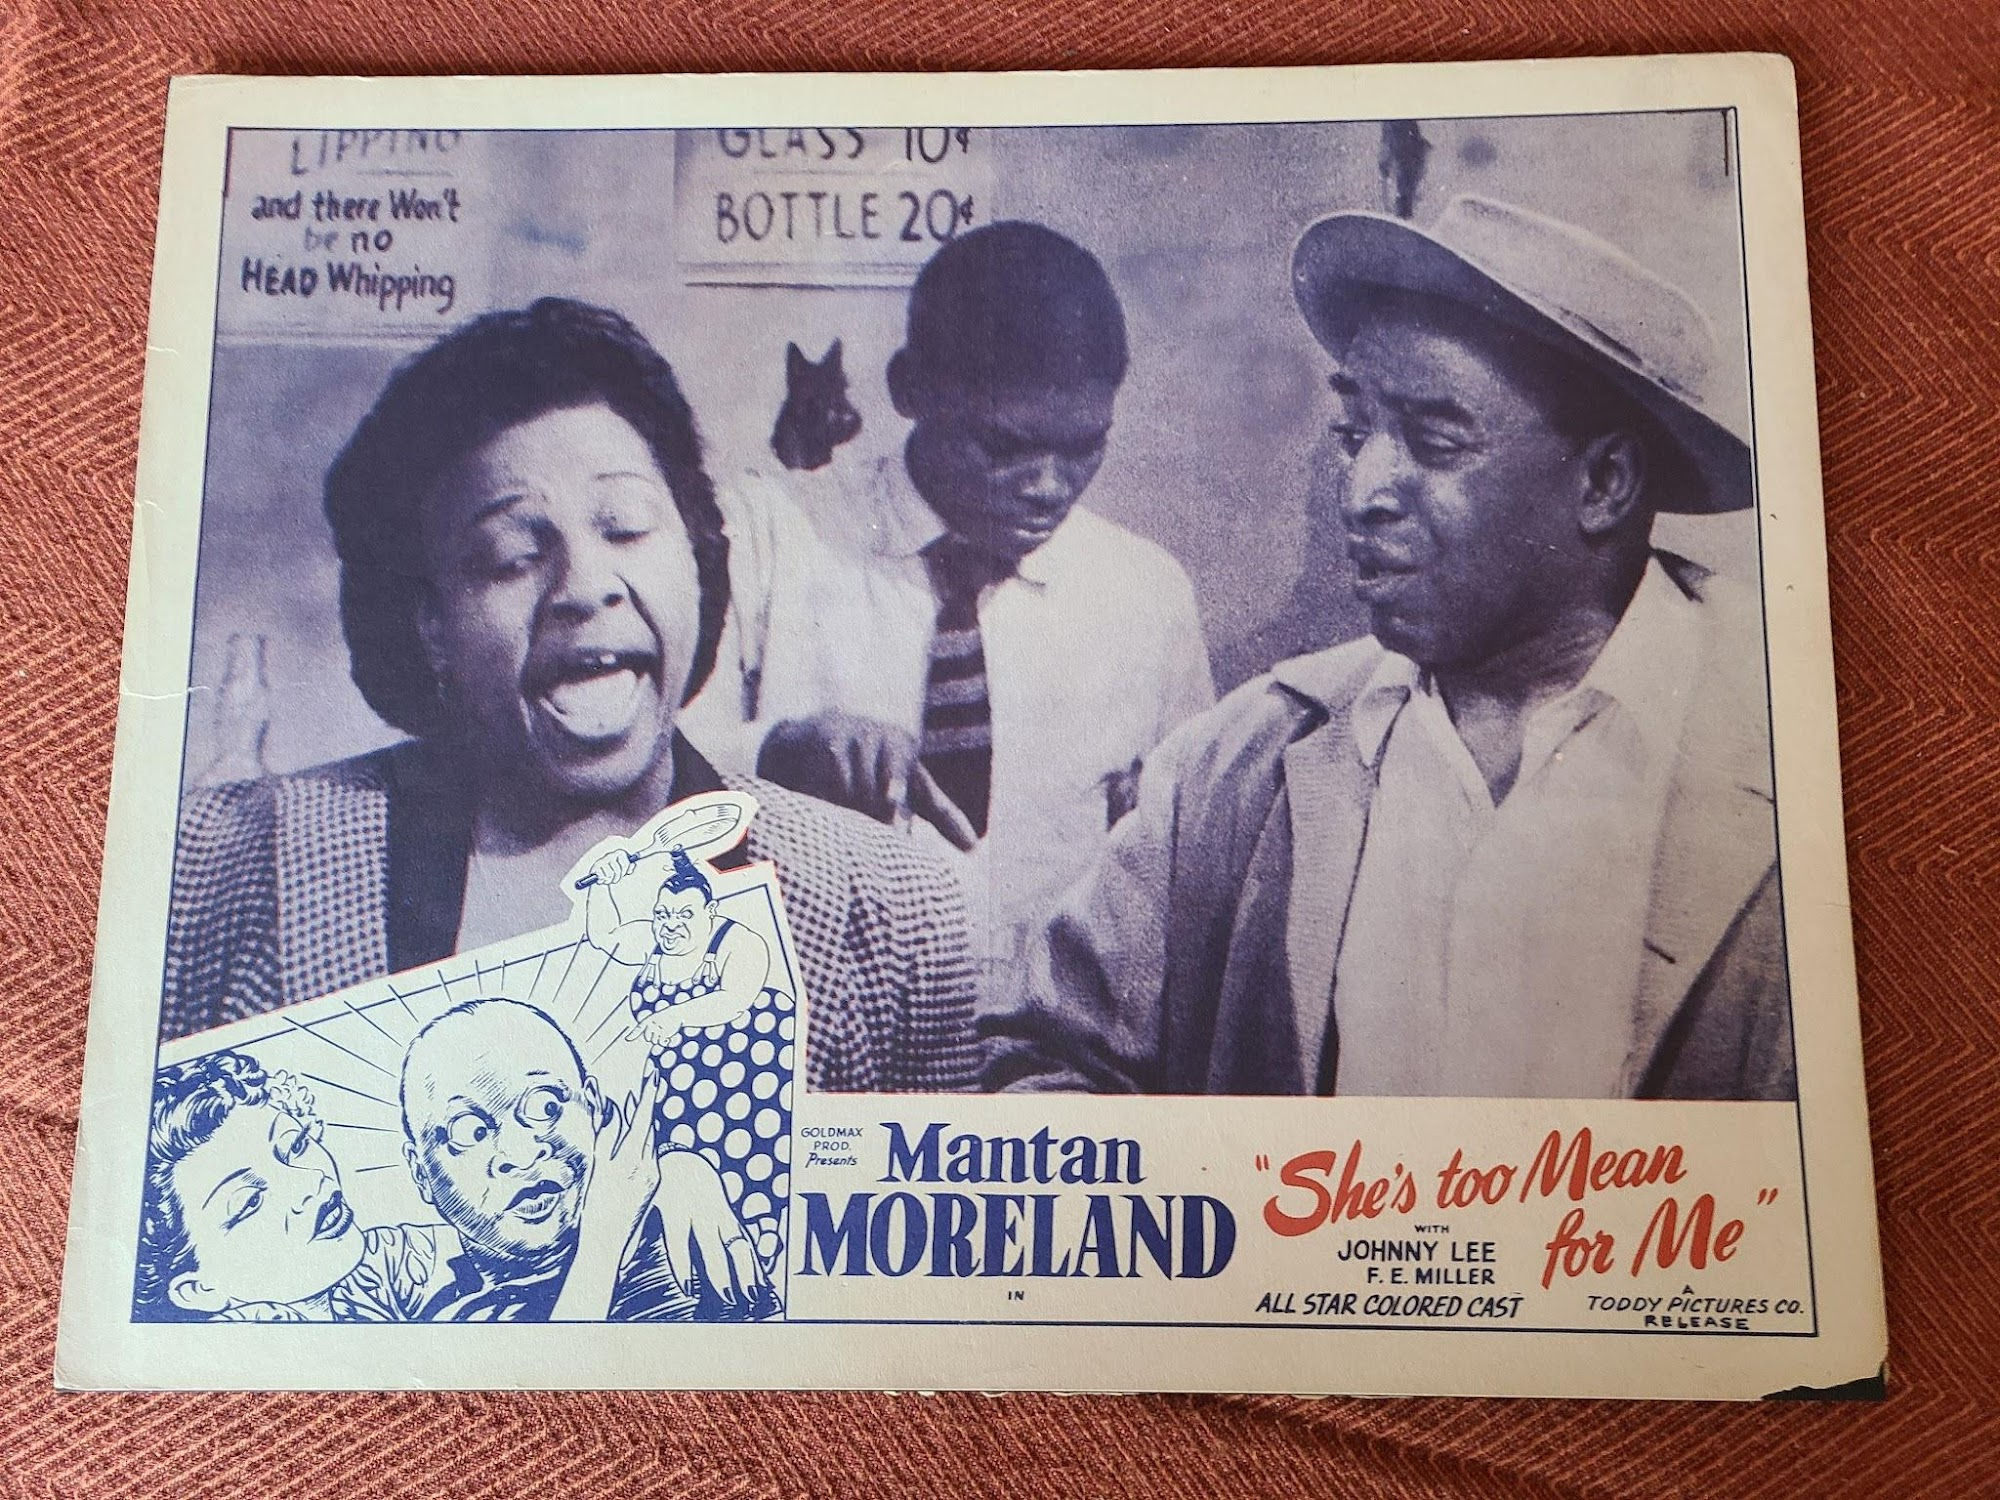 LIPPING
and there Won't
be no
HEAD Whipping
GLASS 10¢
BOTTLE 20¢
GOLDMAX
PROD.
Presents
Mantan
MORELAND
IN
"She's too Mean
for Me"
WITH
JOHNNY LEE
F. E. MILLER
ALL STAR COLORED CAST
A
TODDY PICTURES CO.
RELEASE